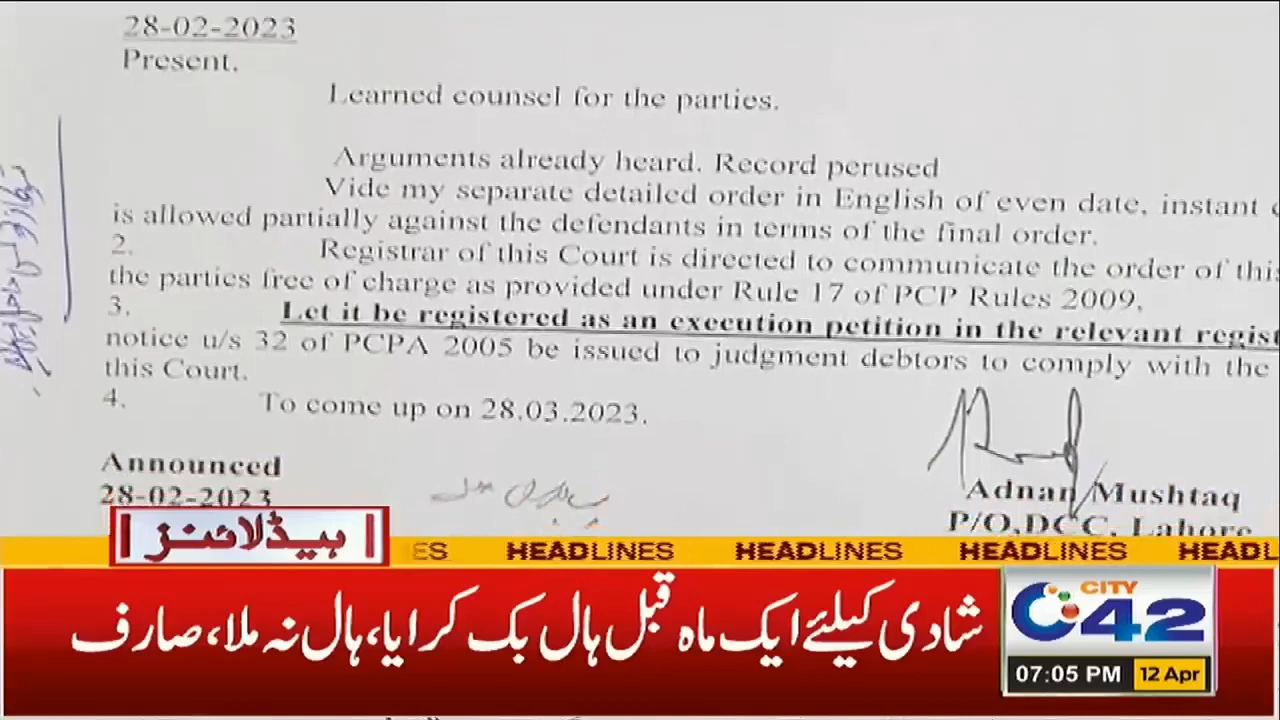 28-02-2023
Present.
Learned counsel for the parties.
Arguments already heard. Record perused
Vide my separate detailed order in English of even date, instant
is allowed partially against the defendants in terms of the final order.
2. Registrar of this Court is directed to communicate the order of this
the parties free of charge as provided under Rule 17 of PCP Rules 2009.
3. Let it be registered as an execution petition in the relevant
notice u/s 32 of PCPA 2005 be issued to judgment debtors to comply with the
this Court.
4. To come up on 28.03.2023.
Announced
28-02-2023
Adnan Mushtaq
P/O,DCC, Lahore
ہیڈلائنز
ES HEADLINES HEADLINES HEADLINES HEADL
شادی کیلئے ایک ماہ قبل ہال بک کرایا، ہال نہ ملا، صارف
CITY
42
07:05 PM 12 Apr